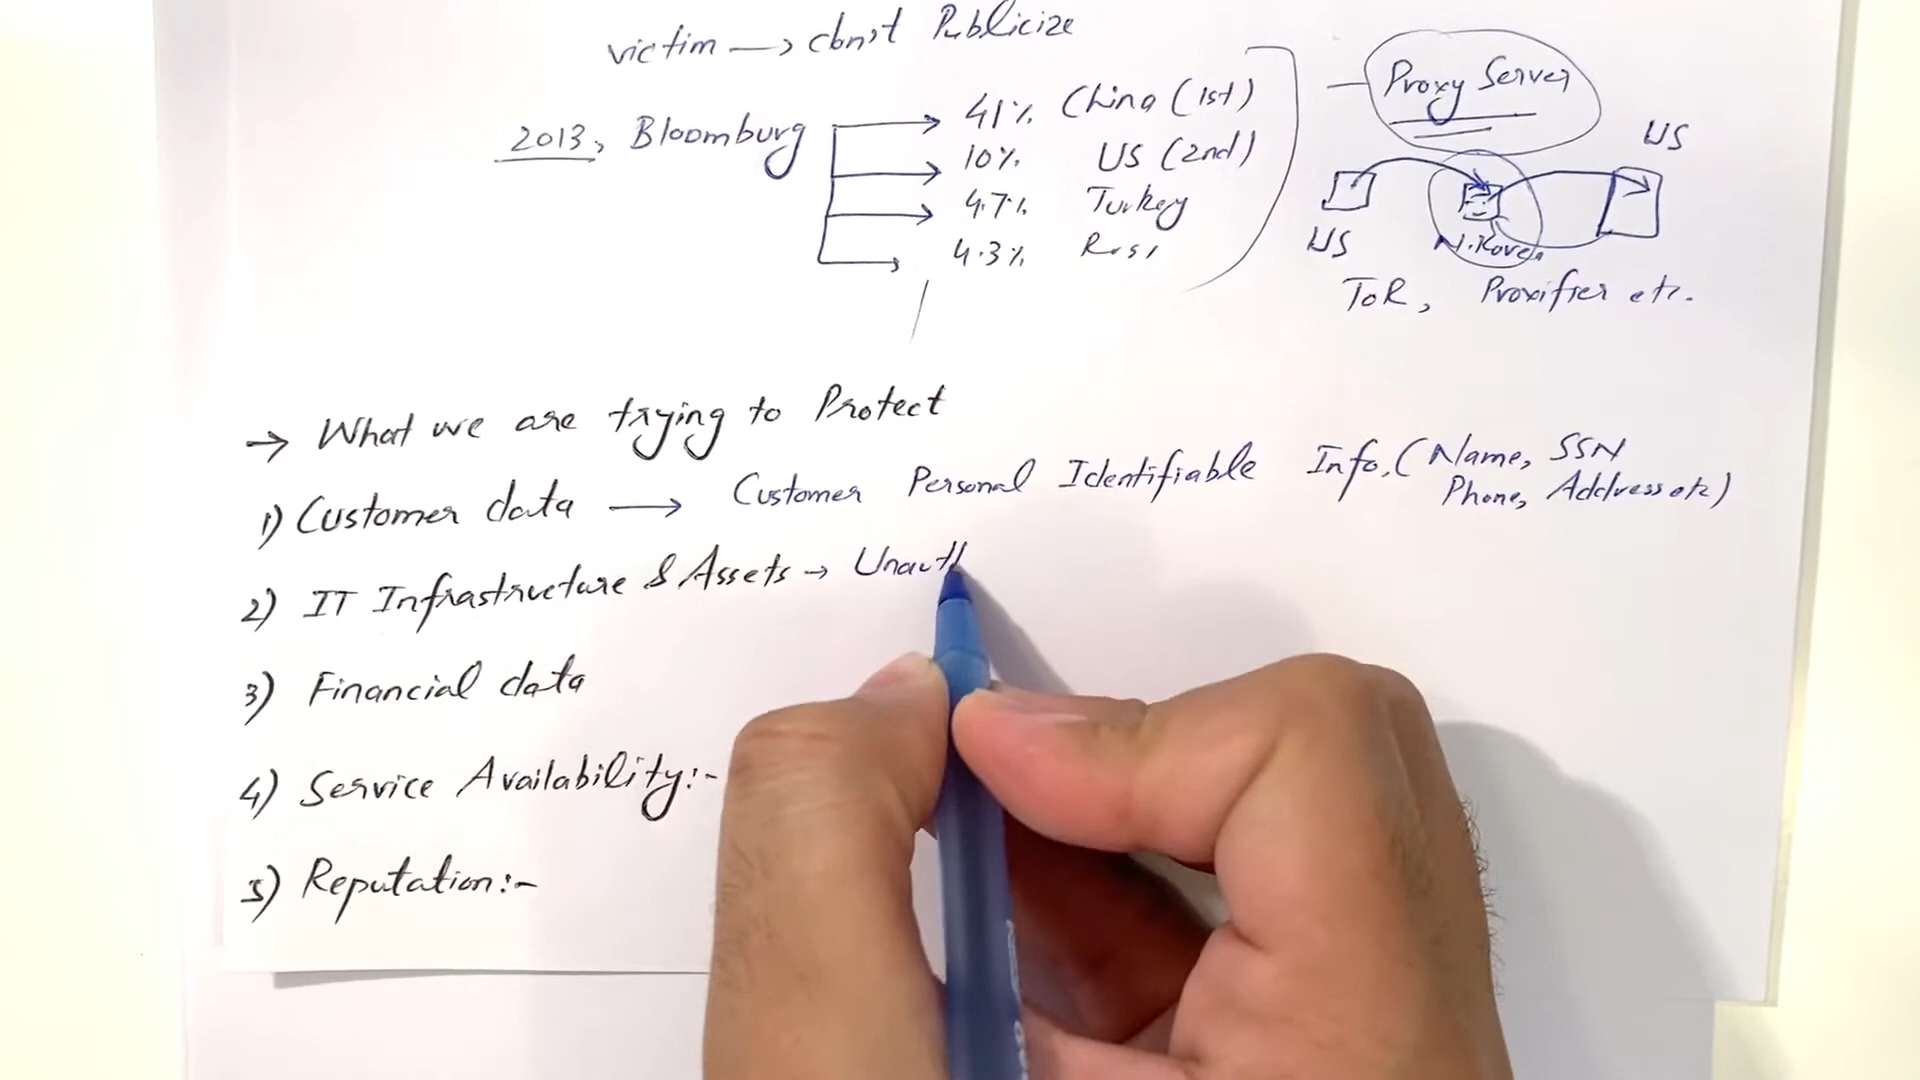 victim → don't Publicize
2013, Bloomburg
41% China (1st)
10% US (2nd)
4.7% Turkey
4.3%
Proxy Server
US
US
N.Korea
ToR, Proxifier etc.
→ What we are trying to Protect
1) Customer data → Customer Personal Identifiable Info, (Name, SSN
Phone, Address etc)
2) IT Infrastructure & Assets → Unauth
3) Financial data
4) Service Availability:-
5) Reputation:-